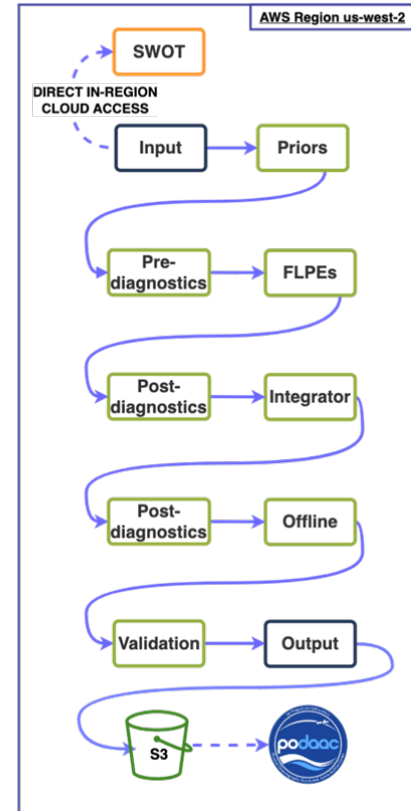 AWS Region us-west-2
SWOT
DIRECT IN-REGION
CLOUD ACCESS
Input
Priors
Pre-
diagnostics
FLPEs
Post-
diagnostics
Integrator
Post-
diagnostics
Offline
Validation
Output
S3
podaac